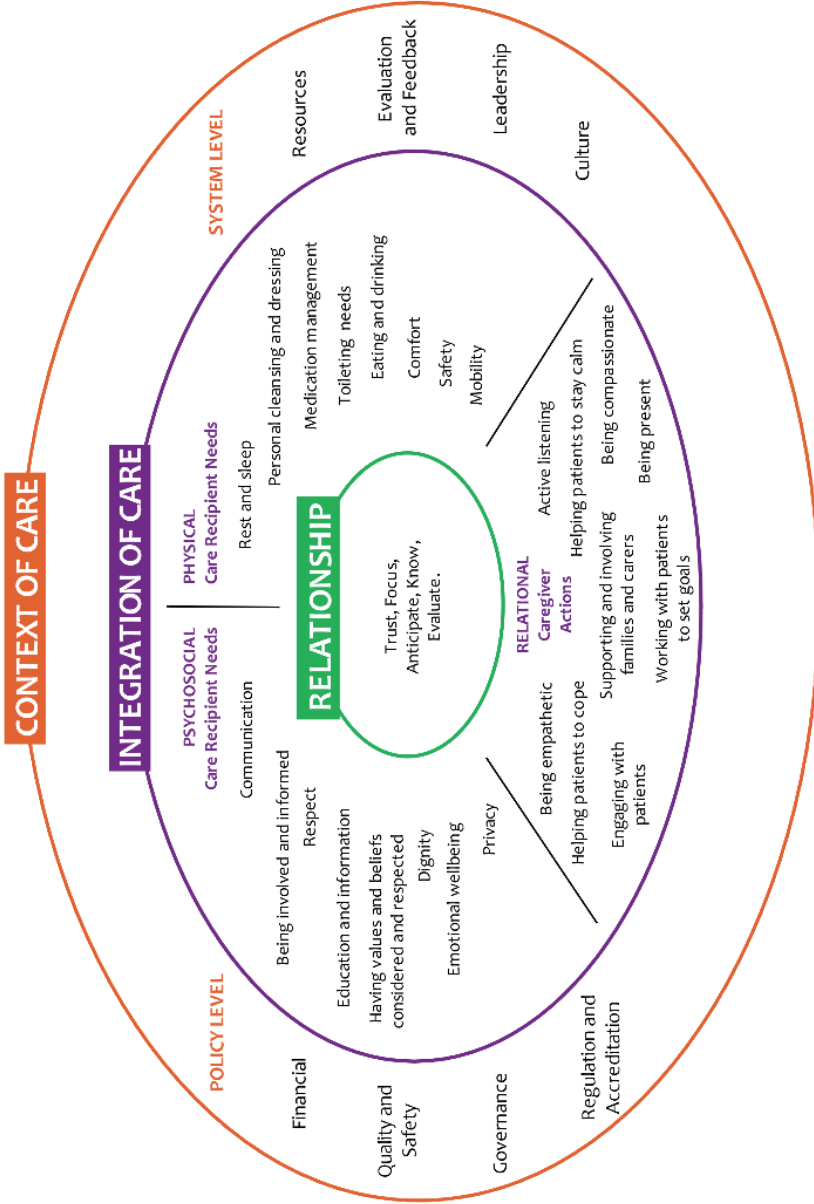 CONTEXT OF CARE
POLICY LEVEL
Financial
Quality and
Safety
Governance
Regulation and
Accreditation
SYSTEM LEVEL
Resources
Evaluation
and Feedback
Leadership
Culture
INTEGRATION OF CARE
PSYCHOSOCIAL
Care Recipient Needs
Communication
Being involved and informed
Respect
Education and information
Having values and beliefs
considered and respected
Dignity
Emotional wellbeing
Privacy
PHYSICAL
Care Recipient Needs
Rest and sleep
Personal cleansing and dressing
Medication management
Toileting needs
Eating and drinking
Comfort
Safety
Mobility
RELATIONSHIP
Trust, Focus,
Anticipate, Know,
Evaluate.
RELATIONAL
Caregiver
Actions
Being empathetic
Helping patients to cope
Engaging with
patients
Active listening
Helping patients to stay calm
Being compassionate
Being present
Supporting and involving
families and carers
Working with patients
to set goals